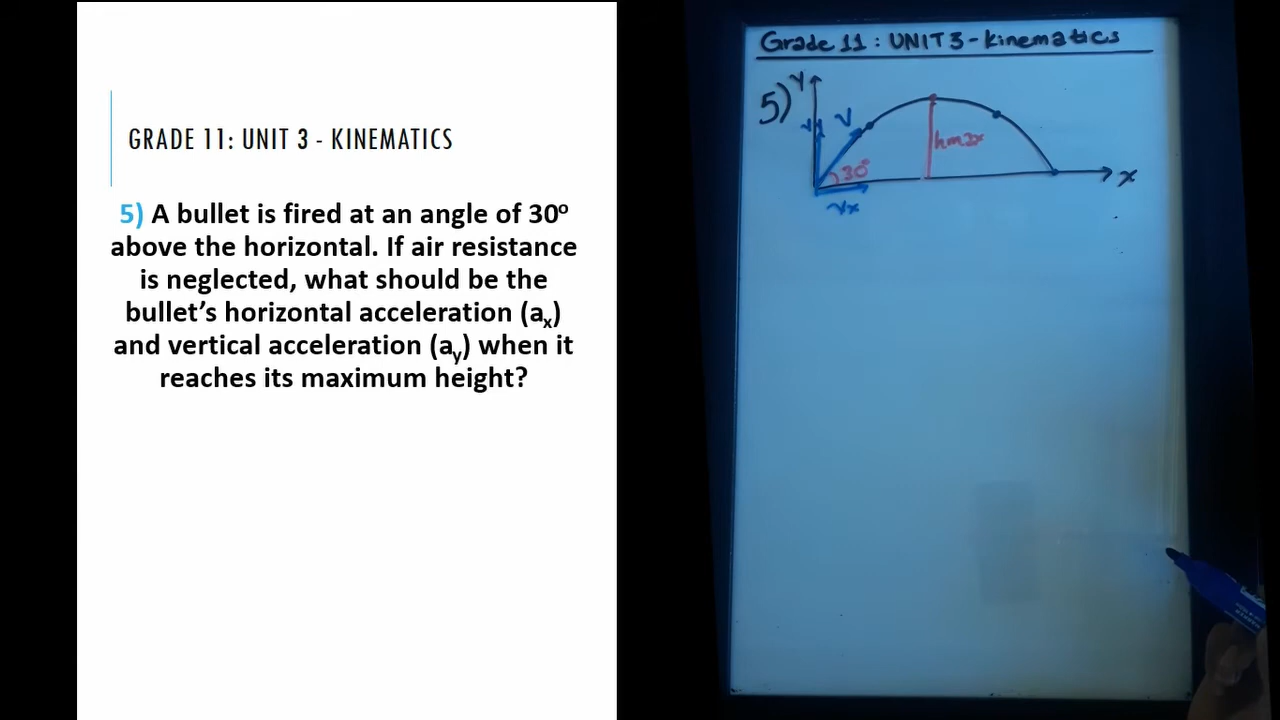 GRADE 11: UNIT 3 - KINEMATICS
5) A bullet is fired at an angle of 30º
above the horizontal. If air resistance
is neglected, what should be the
bullet's horizontal acceleration (aₓ)
and vertical acceleration (aᵧ) when it
reaches its maximum height?
Grade 11 : UNIT 3 - Kinematics
5)
y
Vy
V
hmax
30°
x
Vx